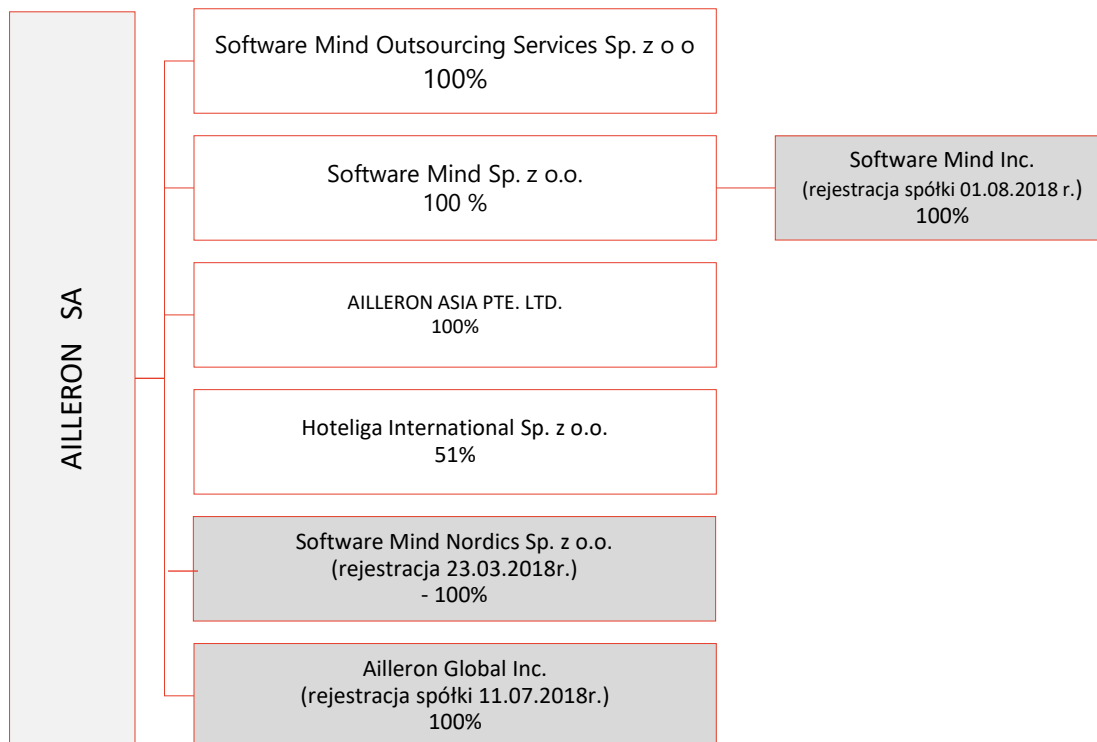 AILLERON SA
Software Mind Outsourcing Services Sp. z o o
100%
Software Mind Sp. z o.o.
100 %
Software Mind Inc.
(rejestracja spółki 01.08.2018 r.)
100%
AILLERON ASIA PTE. LTD.
100%
Hoteliga International Sp. z o.o.
51%
Software Mind Nordics Sp. z o.o.
(rejestracja 23.03.2018r.)
- 100%
Ailleron Global Inc.
(rejestracja spółki 11.07.2018r.)
100%